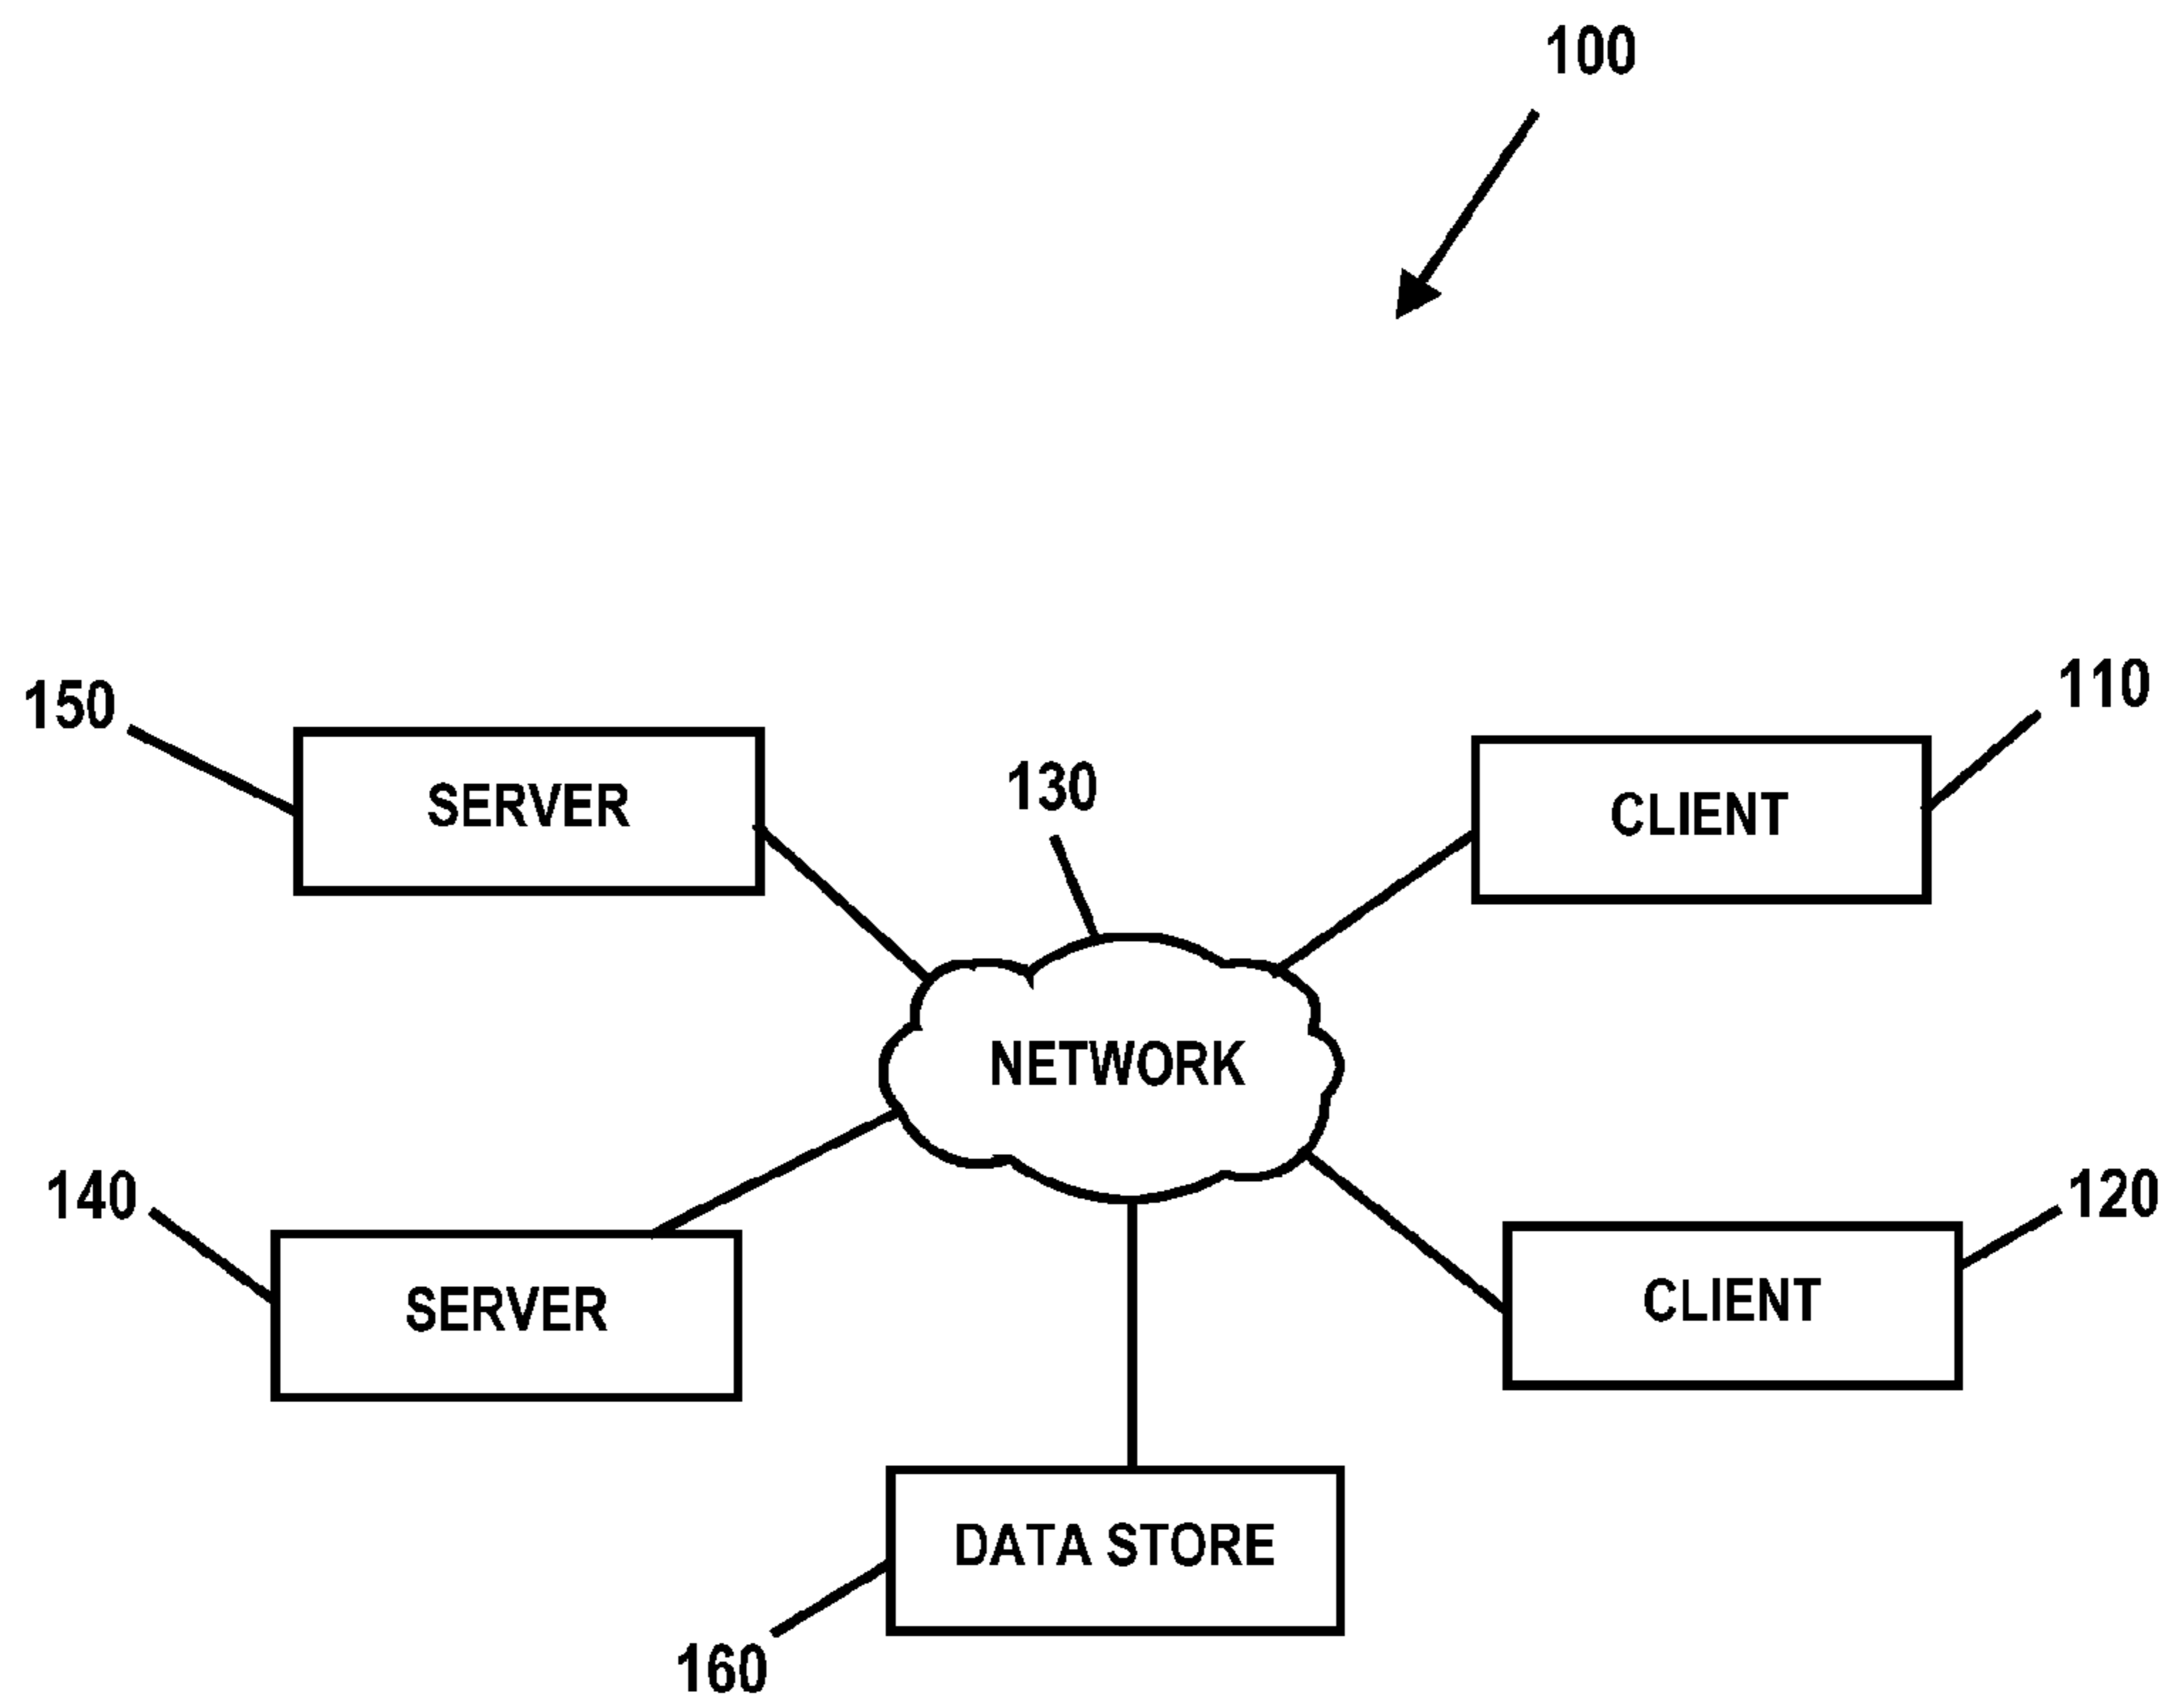 100
150
110
SERVER
130
CLIENT
NETWORK
140
120
SERVER
CLIENT
DATA STORE
160